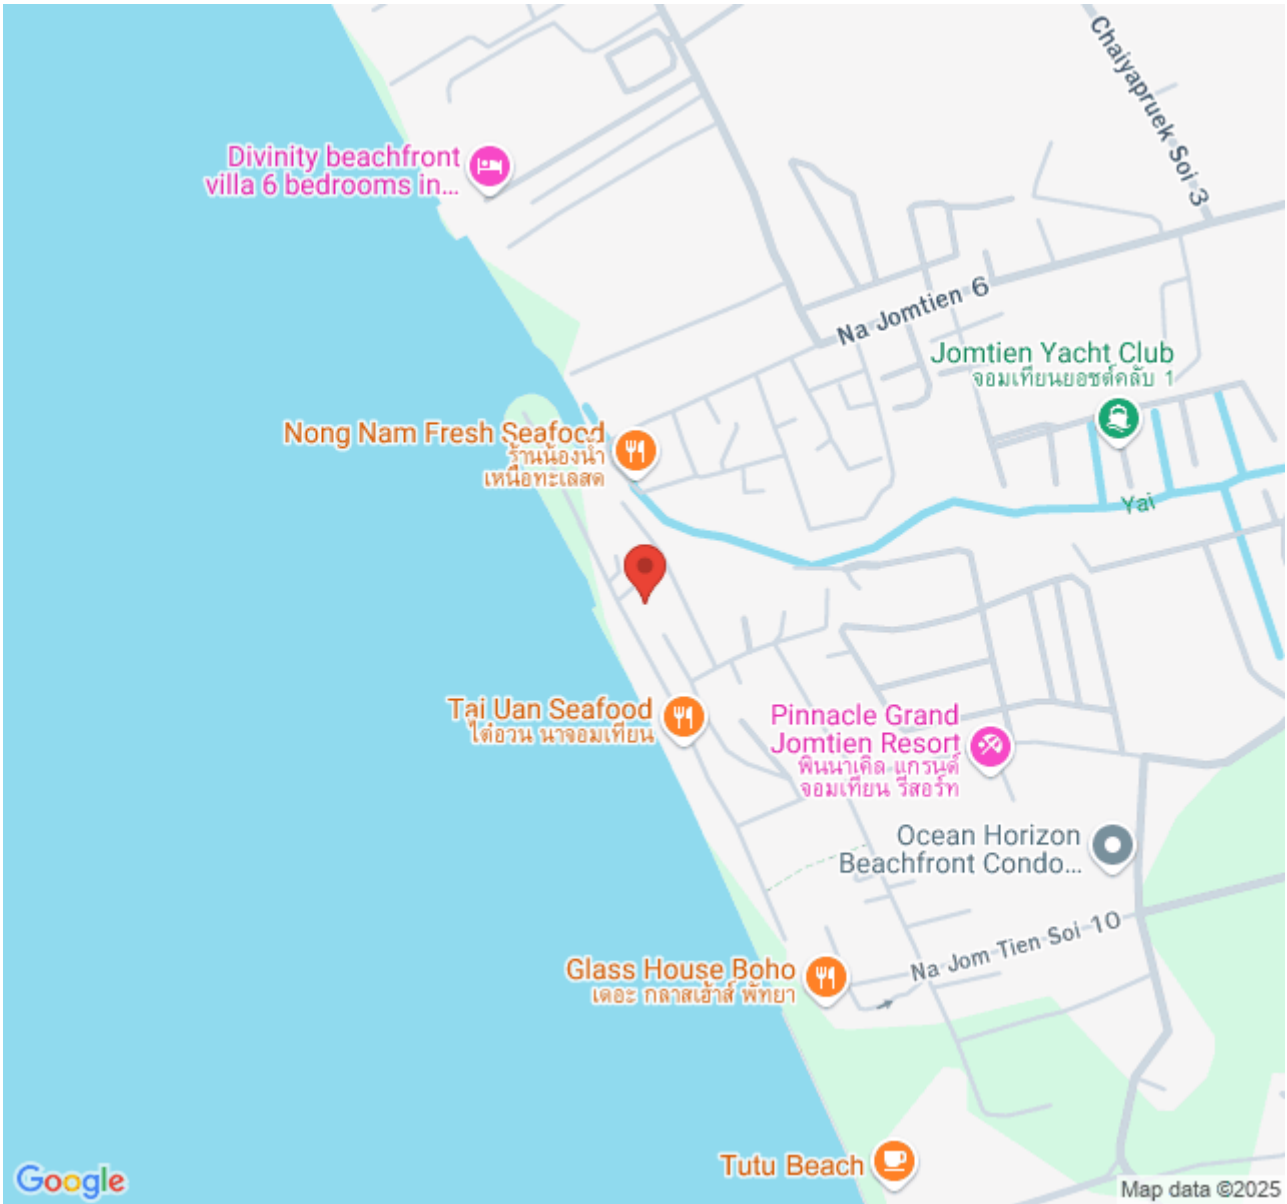 Chaiyapruek Soi 3
Divinity beachfront
villa 6 bedrooms in...
Na Jomtien 6
Jomtien Yacht Club
จอมเทียนยอชต์คลับ 1
Nong Nam Fresh Seafood
ร้านน้องน้ำ
เหนือทะเลสด
Yai
Tai Uan Seafood
ไต๋อวน นาจอมเทียน
Pinnacle Grand
Jomtien Resort
พินนาเคิล แกรนด์
จอมเทียน รีสอร์ท
Ocean Horizon
Beachfront Condo...
Na Jom Tien Soi 10
Glass House Boho
เดอะ กลาสเฮ้าส์ พัทยา
Tutu Beach
Google
Map data ©2025